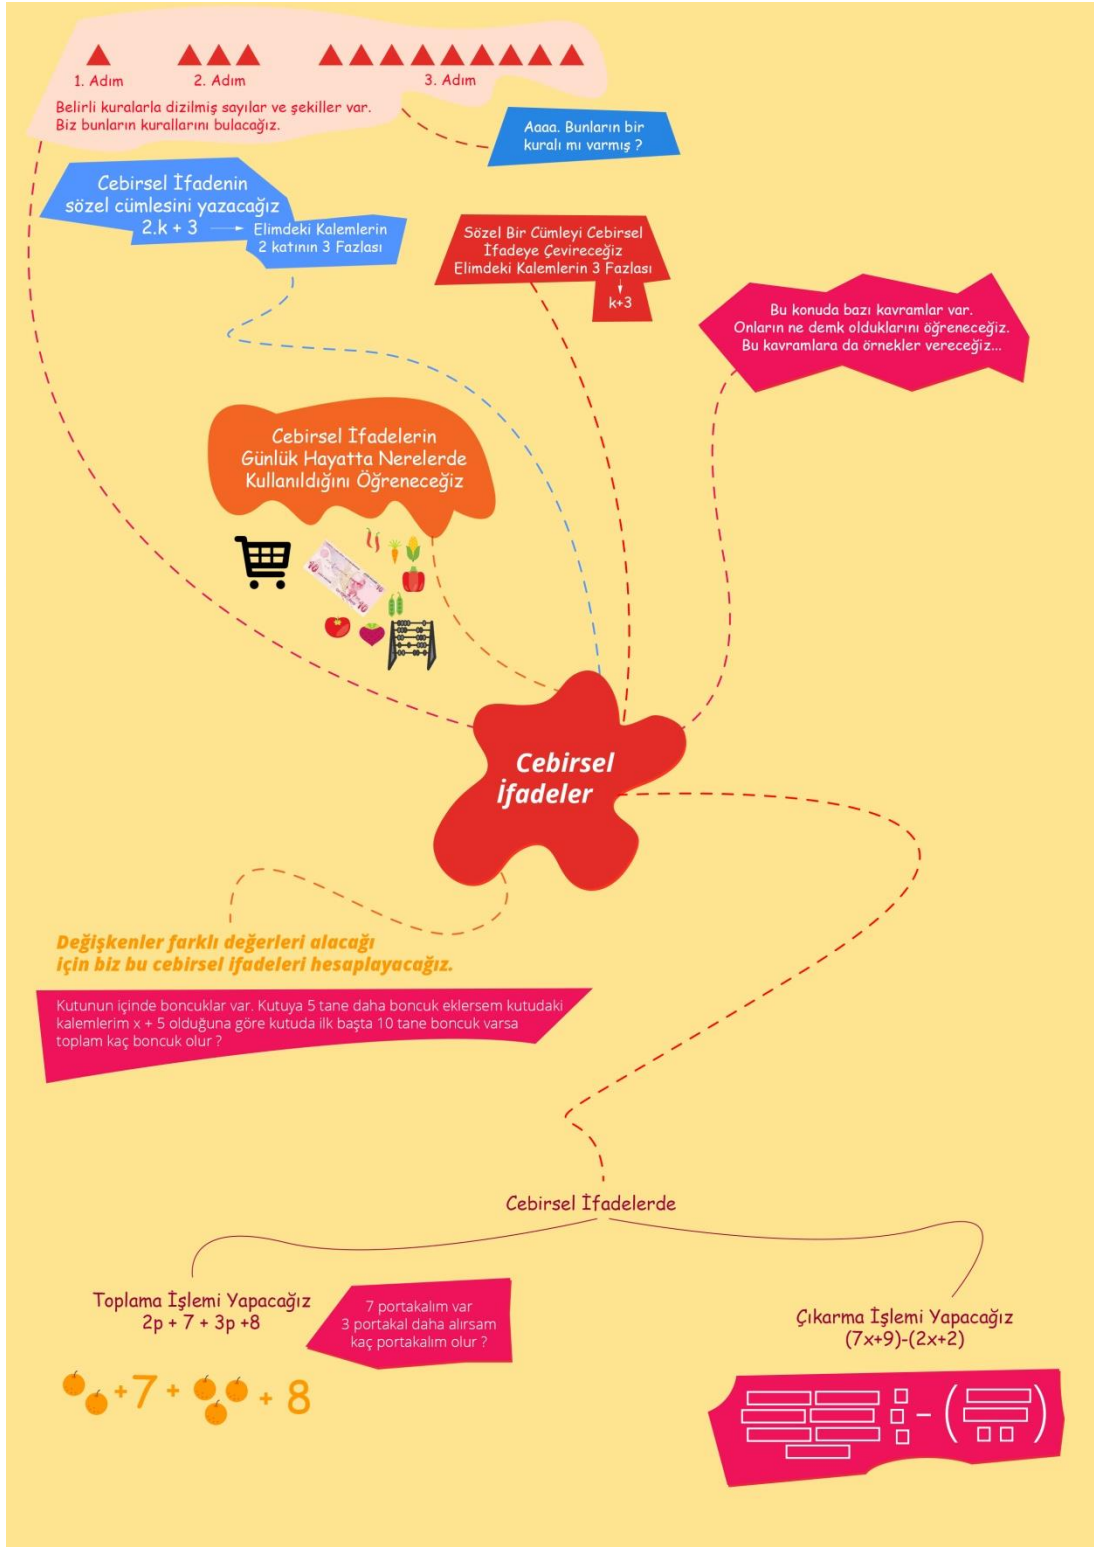 1. Adım
2. Adım
3. Adım
Belirli kuralarla dizilmiş sayılar ve şekiller var.
Biz bunların kurallarını bulacağız.
Aaaa. Bunların bir
kuralı mı varmış ?
Cebirsel İfadenin
sözel cümlesini yazacağız
2.k + 3
Elimdeki Kalemlerin
2 katının 3 Fazlası
Sözel Bir Cümleyi Cebirsel
İfadeye Çevireceğiz
Elimdeki Kalemlerin 3 Fazlası
k+3
Bu konuda bazı kavramlar var.
Onların ne demk olduklarını öğreneceğiz.
Bu kavramlara da örnekler vereceğiz...
Cebirsel İfadelerin
Günlük Hayatta Nerelerde
Kullanıldığını Öğreneceğiz
10
10
Cebirsel
İfadeler
Değişkenler farklı değerleri alacağı
için biz bu cebirsel ifadeleri hesaplayacağız.
Kutunun içinde boncuklar var. Kutuya 5 tane daha boncuk eklersem kutudaki
kalemlerim x + 5 olduğuna göre kutuda ilk başta 10 tane boncuk varsa
toplam kaç boncuk olur ?
Cebirsel İfadelerde
Toplama İşlemi Yapacağız
2p + 7 + 3p +8
7 portakalım var
3 portakal daha alırsam
kaç portakalım olur ?
+7+ + 8
Çıkarma İşlemi Yapacağız
(7x+9)-(2x+2)
- ( )